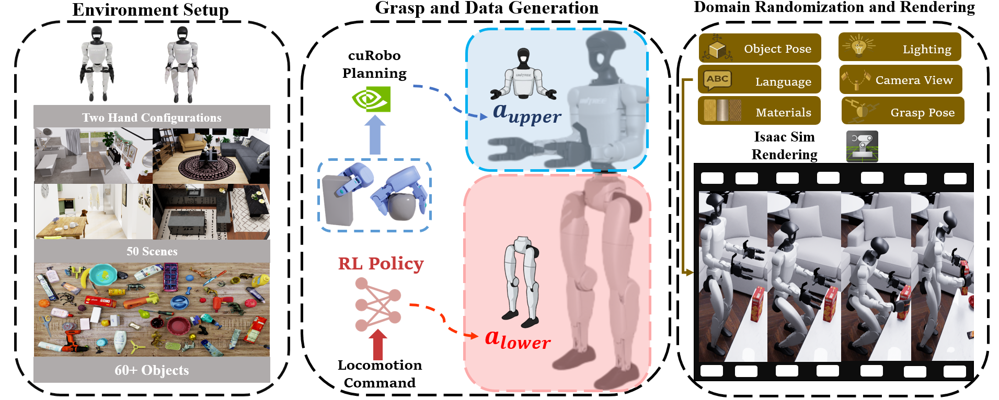 Environment Setup
Two Hand Configurations
50 Scenes
60+ Objects
Grasp and Data Generation
cuRobo
Planning
UNITREE
a_upper
UNITREE
RL Policy
a_lower
Locomotion
Command
Domain Randomization and Rendering
Object Pose
Lighting
ABC
Language
Camera View
Materials
Grasp Pose
Isaac Sim
Rendering